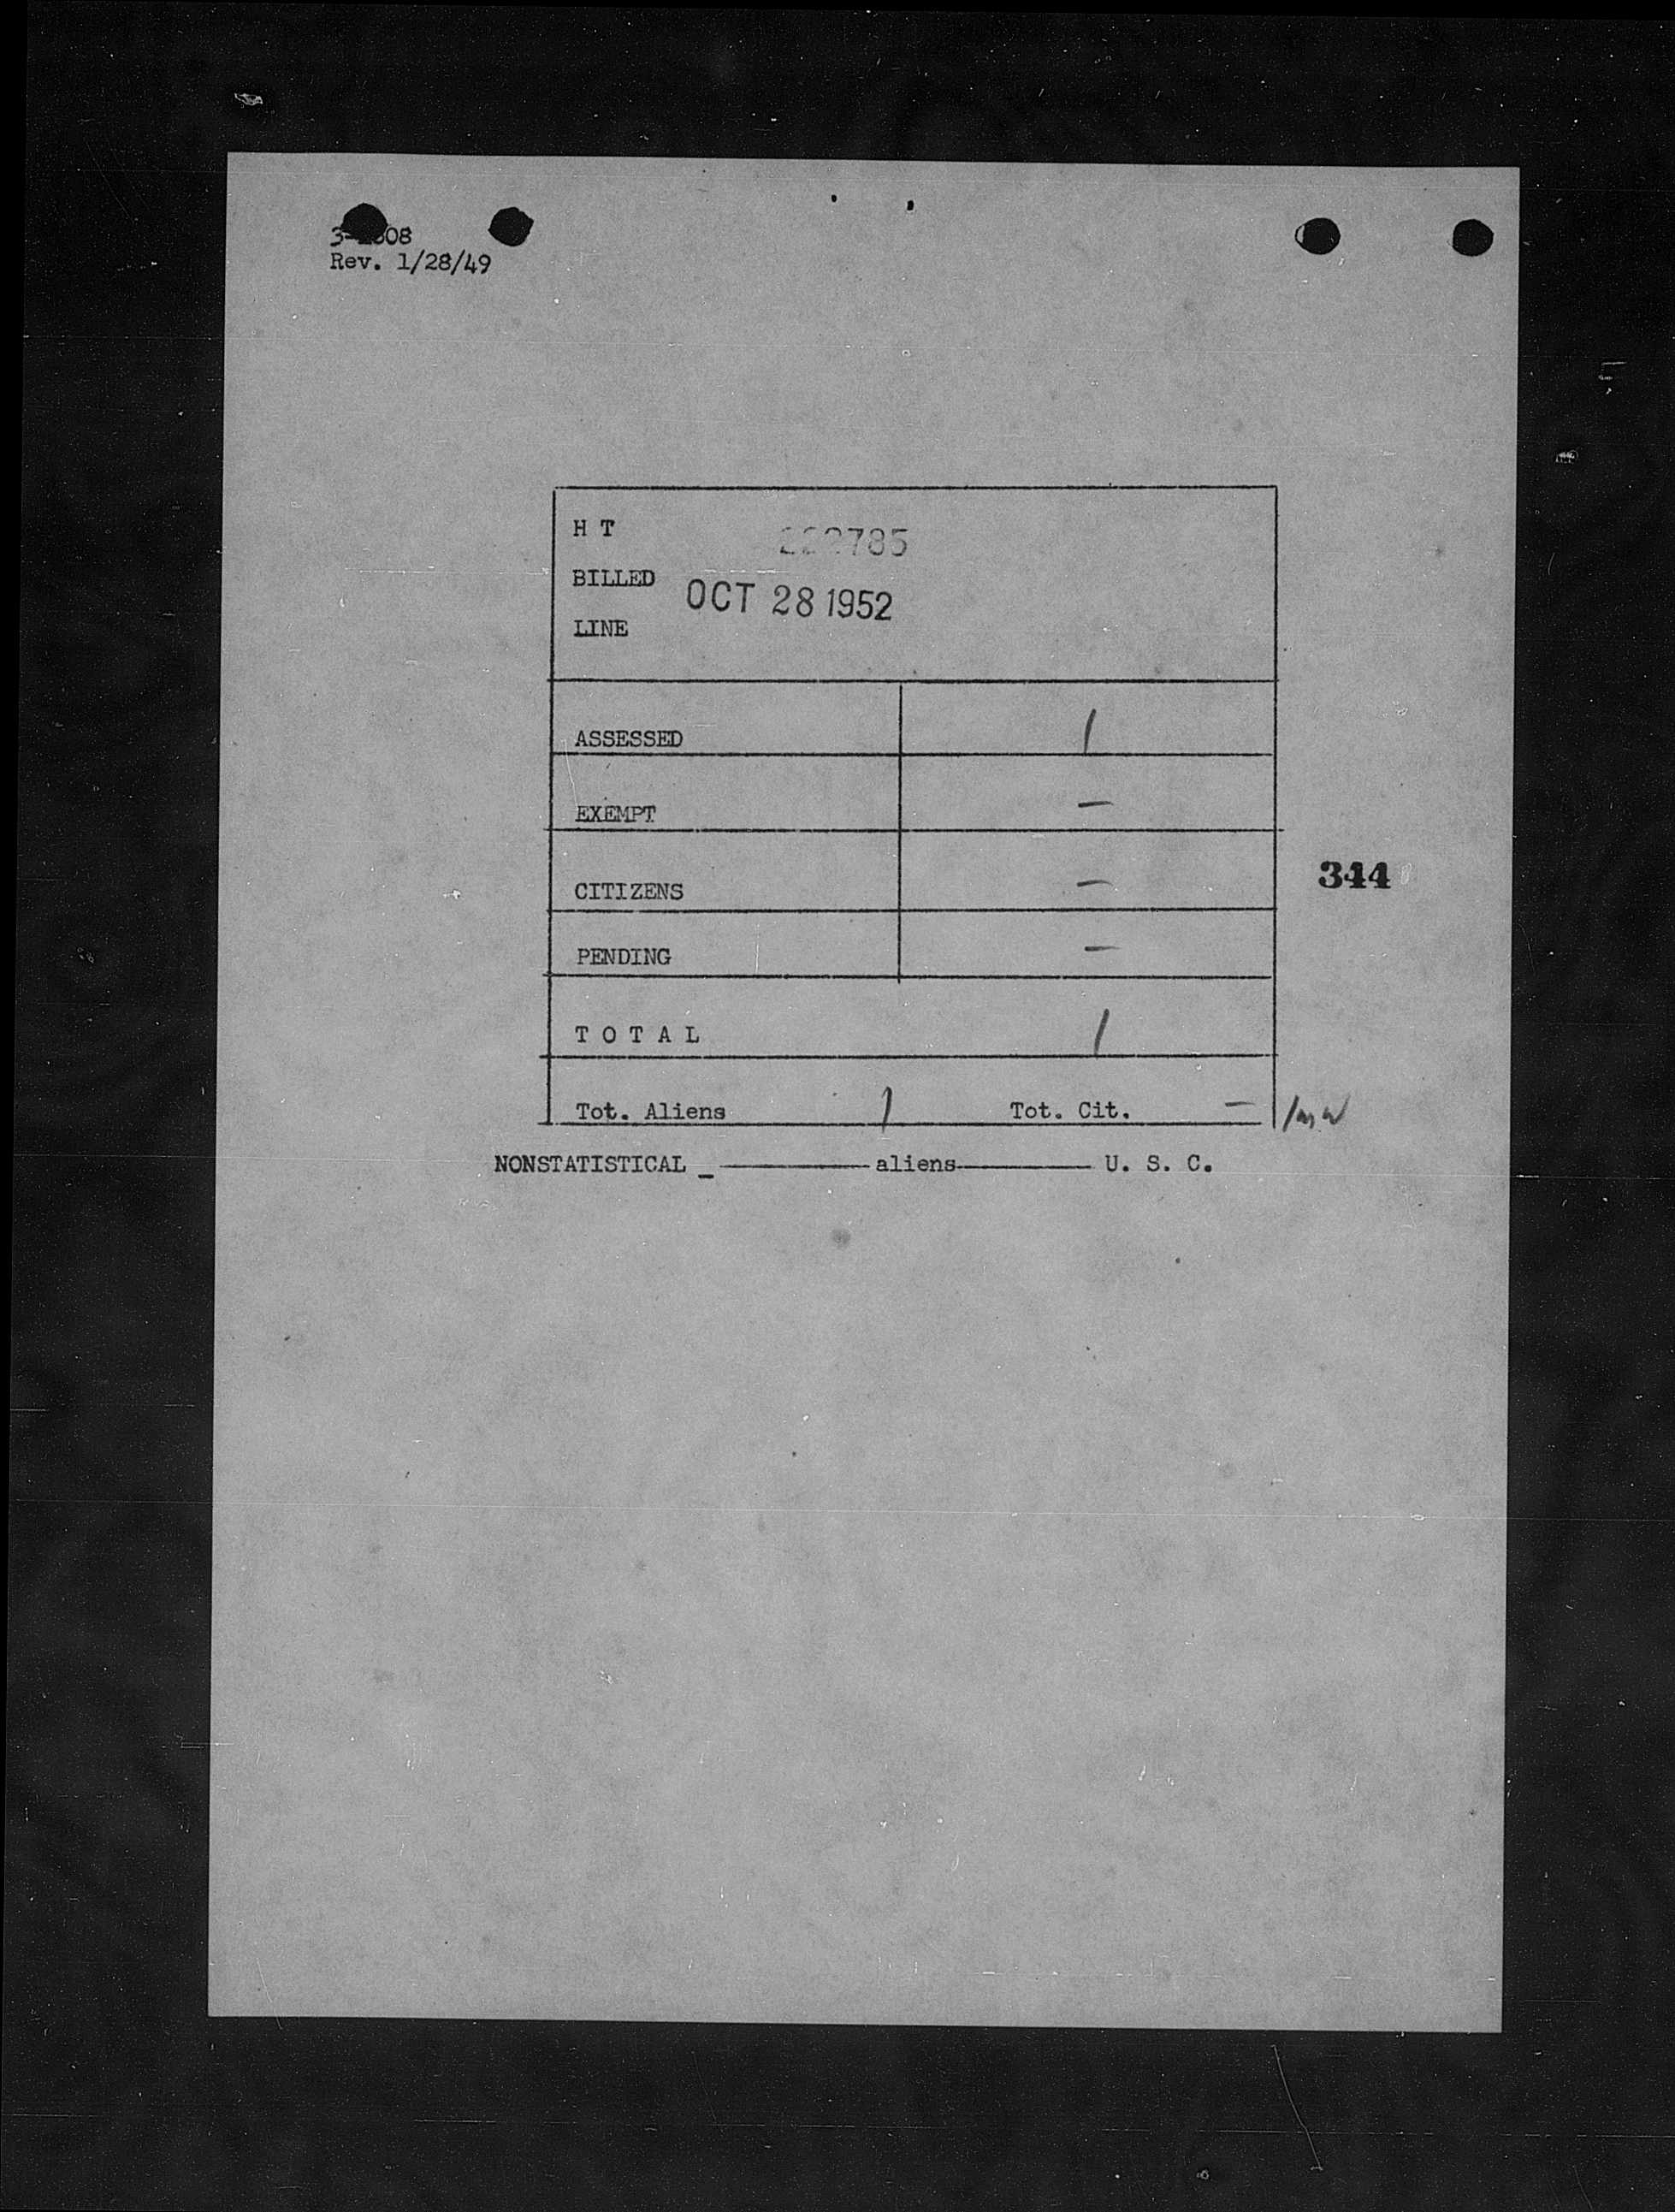 Rev. 1/28/49
H T
BILLED OCT 28 1952
LINE
ASSESSED 1
EXEMPT —
CITIZENS —
PENDING —
344
T O T A L 1
Tot. Aliens 1 Tot. Cit. —
NONSTATISTICAL _ ———— aliens ———— U. S. C.